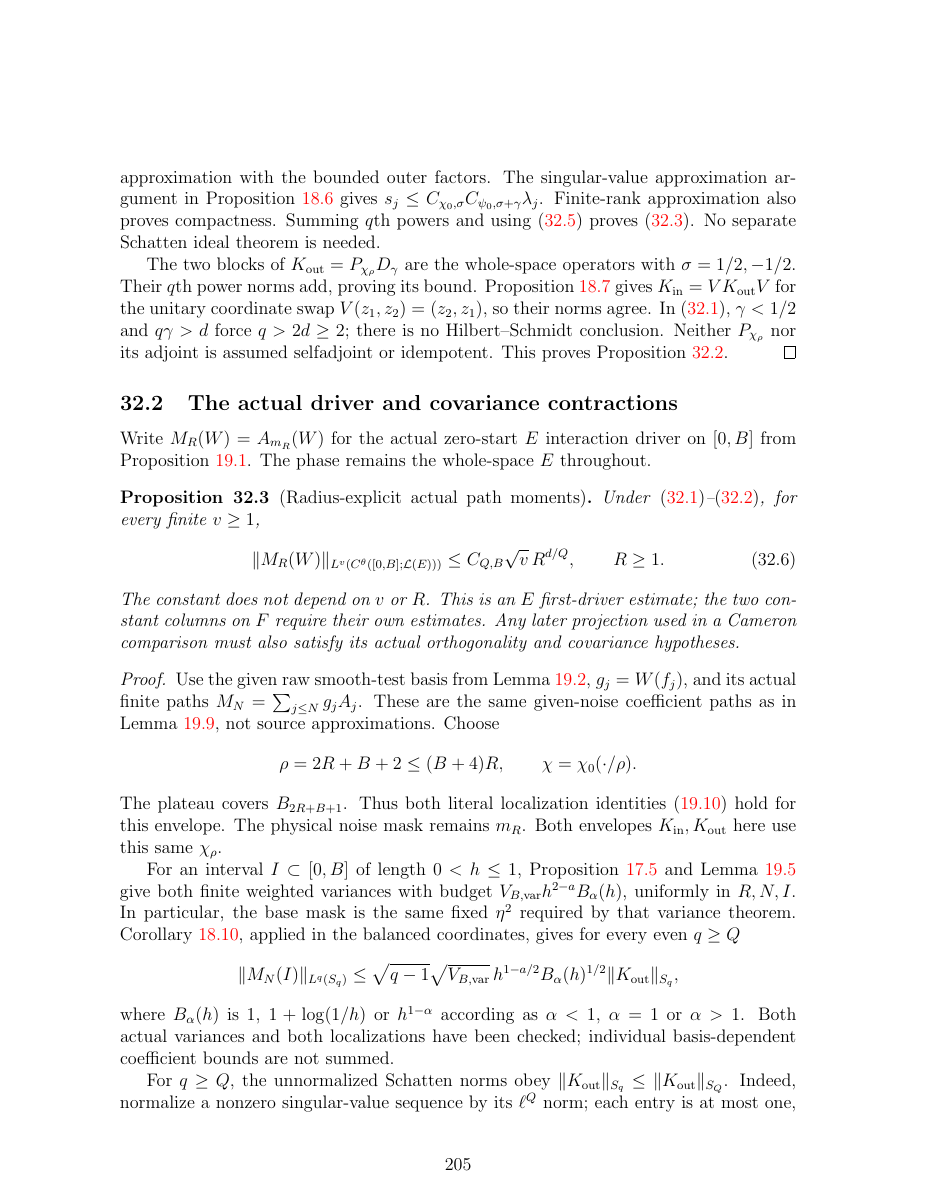 approximation with the bounded outer factors. The singular-value approximation ar-
gument in Proposition 18.6 gives s_j ≤ C_{χ_0,σ}C_{ψ_0,σ+γ}λ_j. Finite-rank approximation also
proves compactness. Summing qth powers and using (32.5) proves (32.3). No separate
Schatten ideal theorem is needed.
The two blocks of K_out = P_{χ_ρ}D_γ are the whole-space operators with σ = 1/2, −1/2.
Their qth power norms add, proving its bound. Proposition 18.7 gives K_in = V K_out V for
the unitary coordinate swap V(z_1, z_2) = (z_2, z_1), so their norms agree. In (32.1), γ < 1/2
and qγ > d force q > 2d ≥ 2; there is no Hilbert–Schmidt conclusion. Neither P_{χ_ρ} nor
its adjoint is assumed selfadjoint or idempotent. This proves Proposition 32.2. □
32.2 The actual driver and covariance contractions
Write M_R(W) = A_{m_R}(W) for the actual zero-start E interaction driver on [0, B] from
Proposition 19.1. The phase remains the whole-space E throughout.
Proposition 32.3 (Radius-explicit actual path moments). Under (32.1)–(32.2), for
every finite v ≥ 1,
‖M_R(W)‖_{L^v(C^θ([0,B];ℒ(E)))} ≤ C_{Q,B}√v R^{d/Q}, R ≥ 1. (32.6)
The constant does not depend on v or R. This is an E first-driver estimate; the two con-
stant columns on F require their own estimates. Any later projection used in a Cameron
comparison must also satisfy its actual orthogonality and covariance hypotheses.
Proof. Use the given raw smooth-test basis from Lemma 19.2, g_j = W(f_j), and its actual
finite paths M_N = ∑_{j≤N} g_jA_j. These are the same given-noise coefficient paths as in
Lemma 19.9, not source approximations. Choose
ρ = 2R + B + 2 ≤ (B + 4)R, χ = χ_0(·/ρ).
The plateau covers B_{2R+B+1}. Thus both literal localization identities (19.10) hold for
this envelope. The physical noise mask remains m_R. Both envelopes K_in, K_out here use
this same χ_ρ.
For an interval I ⊂ [0, B] of length 0 < h ≤ 1, Proposition 17.5 and Lemma 19.5
give both finite weighted variances with budget V_{B,var}h^{2−a}B_α(h), uniformly in R, N, I.
In particular, the base mask is the same fixed η^2 required by that variance theorem.
Corollary 18.10, applied in the balanced coordinates, gives for every even q ≥ Q
‖M_N(I)‖_{L^q(S_q)} ≤ √(q − 1)√(V_{B,var}) h^{1−a/2}B_α(h)^{1/2}‖K_out‖_{S_q},
where B_α(h) is 1, 1 + log(1/h) or h^{1−α} according as α < 1, α = 1 or α > 1. Both
actual variances and both localizations have been checked; individual basis-dependent
coefficient bounds are not summed.
For q ≥ Q, the unnormalized Schatten norms obey ‖K_out‖_{S_q} ≤ ‖K_out‖_{S_Q}. Indeed,
normalize a nonzero singular-value sequence by its ℓ^Q norm; each entry is at most one,
205